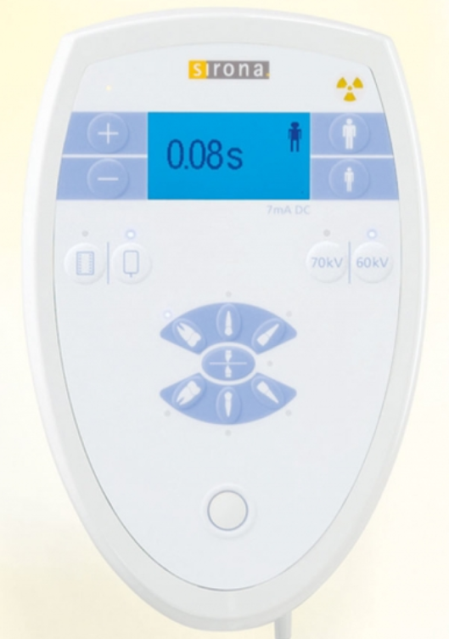 sirona.
+
0.08s
−
7mA DC
70kV 60kV